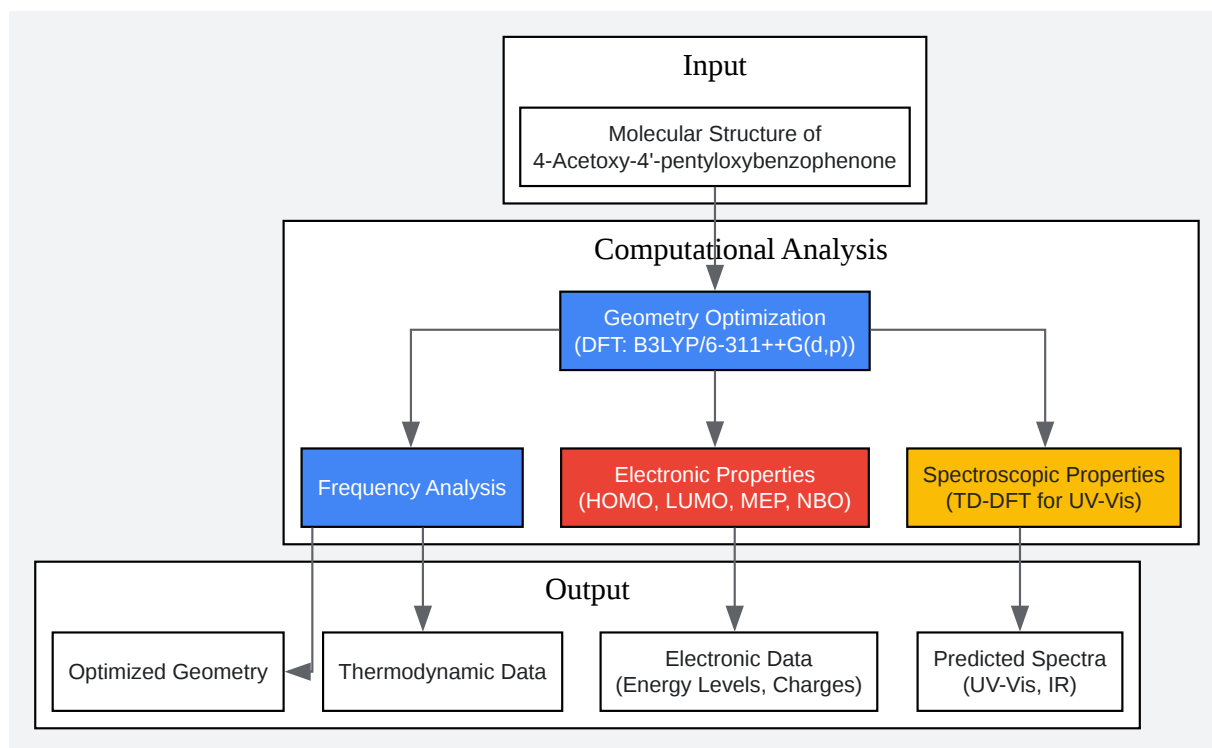 Input
Molecular Structure of
4-Acetoxy-4'-pentyloxybenzophenone
Computational Analysis
Geometry Optimization
(DFT: B3LYP/6-311++G(d,p))
Frequency Analysis
Electronic Properties
(HOMO, LUMO, MEP, NBO)
Spectroscopic Properties
(TD-DFT for UV-Vis)
Output
Optimized Geometry
Thermodynamic Data
Electronic Data
(Energy Levels, Charges)
Predicted Spectra
(UV-Vis, IR)